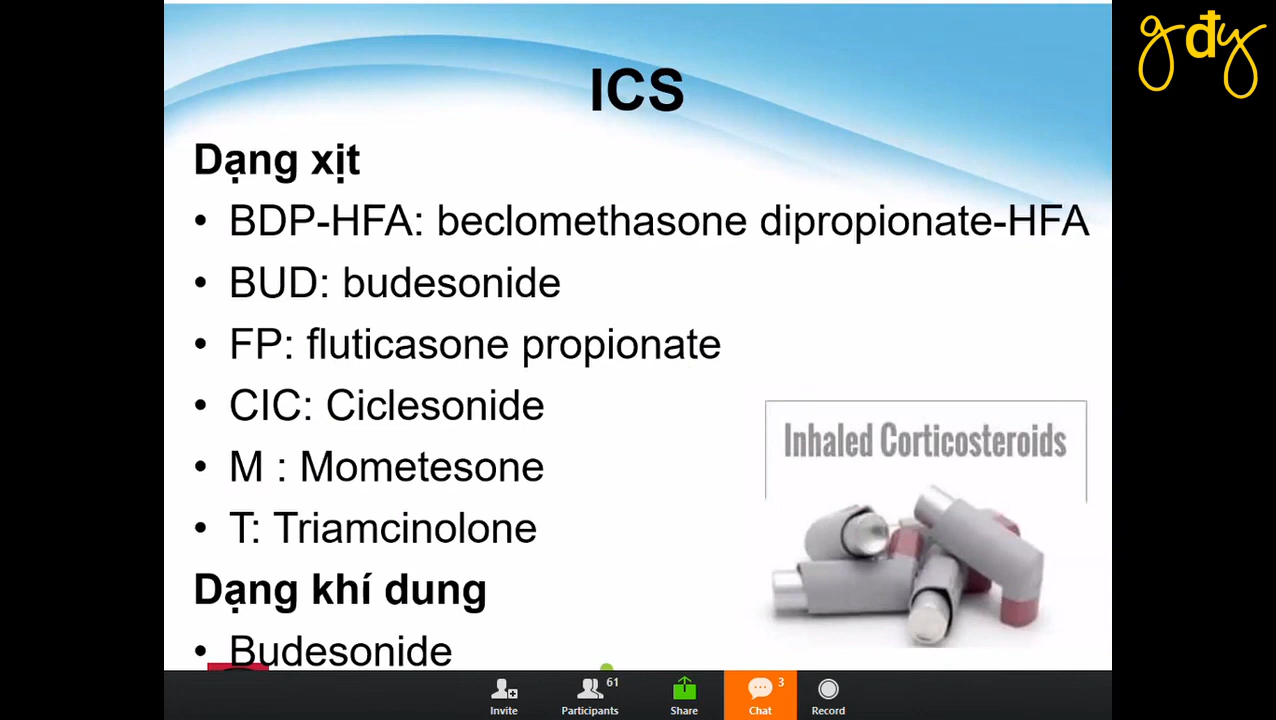 gđy
ICS
Dạng xịt
• BDP-HFA: beclomethasone dipropionate-HFA
• BUD: budesonide
• FP: fluticasone propionate
• CIC: Ciclesonide
• M : Mometesone
• T: Triamcinolone
Inhaled Corticosteroids
Dạng khí dung
• Budesonide
Invite
61
Participants
Share
3
Chat
Record